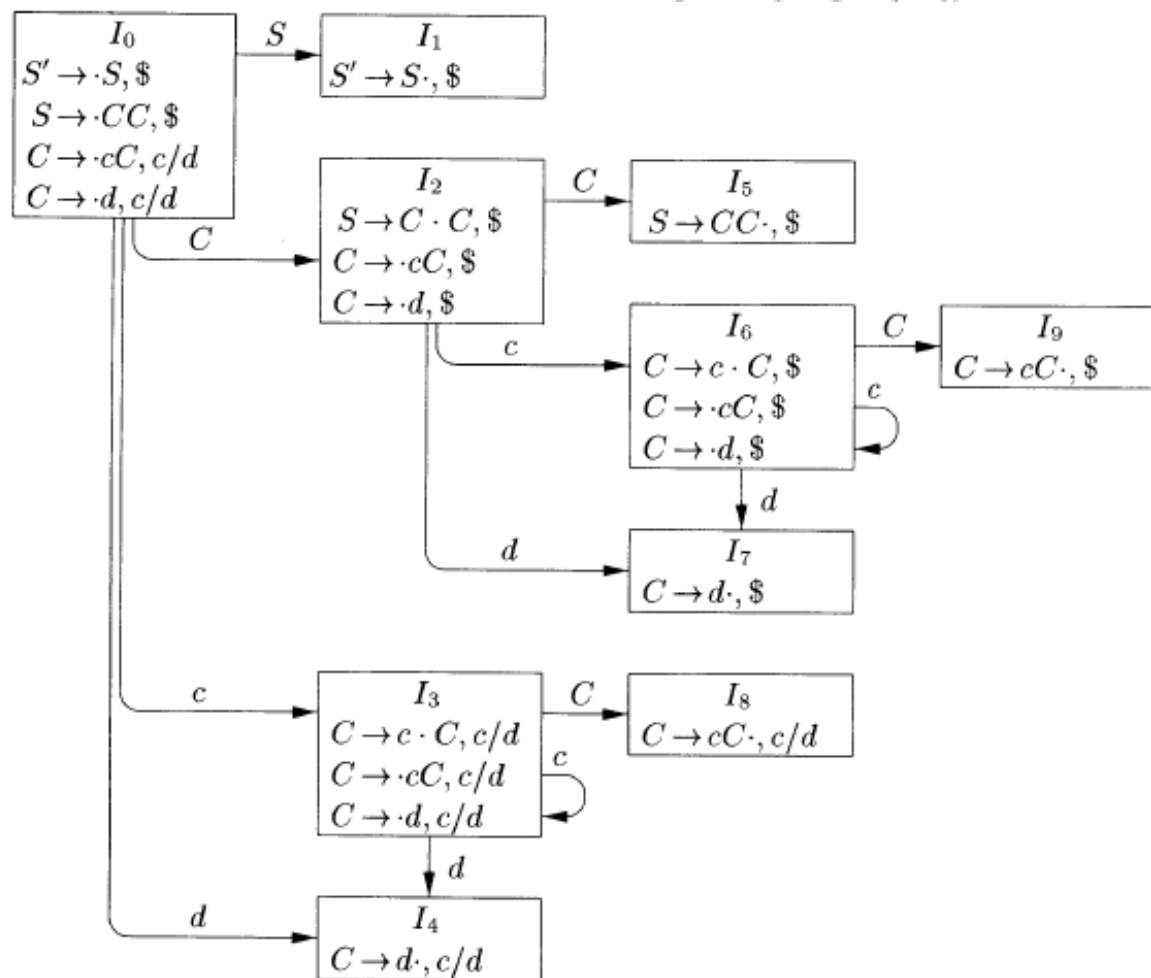 I₀
S′ → ·S, $
S → ·CC, $
C → ·cC, c/d
C → ·d, c/d
S
I₁
S′ → S·, $
C
I₂
S → C · C, $
C → ·cC, $
C → ·d, $
C
I₅
S → CC·, $
c
I₆
C → c · C, $
C → ·cC, $
C → ·d, $
C
I₉
C → cC·, $
c
d
d
I₇
C → d·, $
c
I₃
C → c · C, c/d
C → ·cC, c/d
C → ·d, c/d
C
I₈
C → cC·, c/d
c
d
d
I₄
C → d·, c/d